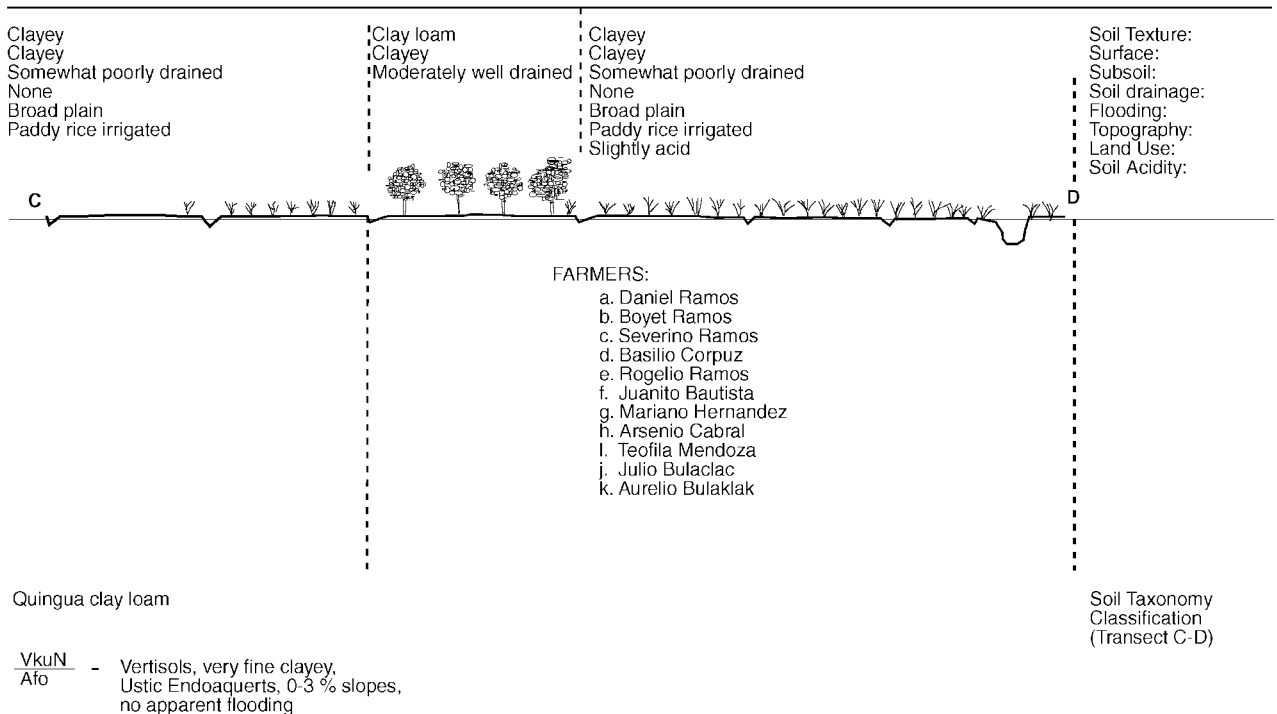 Clayey
Clayey
Somewhat poorly drained
None
Broad plain
Paddy rice irrigated
Clay loam
Clayey
Moderately well drained
Clayey
Clayey
Somewhat poorly drained
None
Broad plain
Paddy rice irrigated
Slightly acid
Soil Texture:
Surface:
Subsoil:
Soil drainage:
Flooding:
Topography:
Land Use:
Soil Acidity:
C
D
FARMERS:
a. Daniel Ramos
b. Boyet Ramos
c. Severino Ramos
d. Basilio Corpuz
e. Rogelio Ramos
f. Juanito Bautista
g. Mariano Hernandez
h. Arsenio Cabral
I. Teofila Mendoza
j. Julio Bulaclac
k. Aurelio Bulaklak
Quingua clay loam
Soil Taxonomy
Classification
(Transect C-D)
VkuN
Afo
- Vertisols, very fine clayey,
Ustic Endoaquerts, 0-3 % slopes,
no apparent flooding